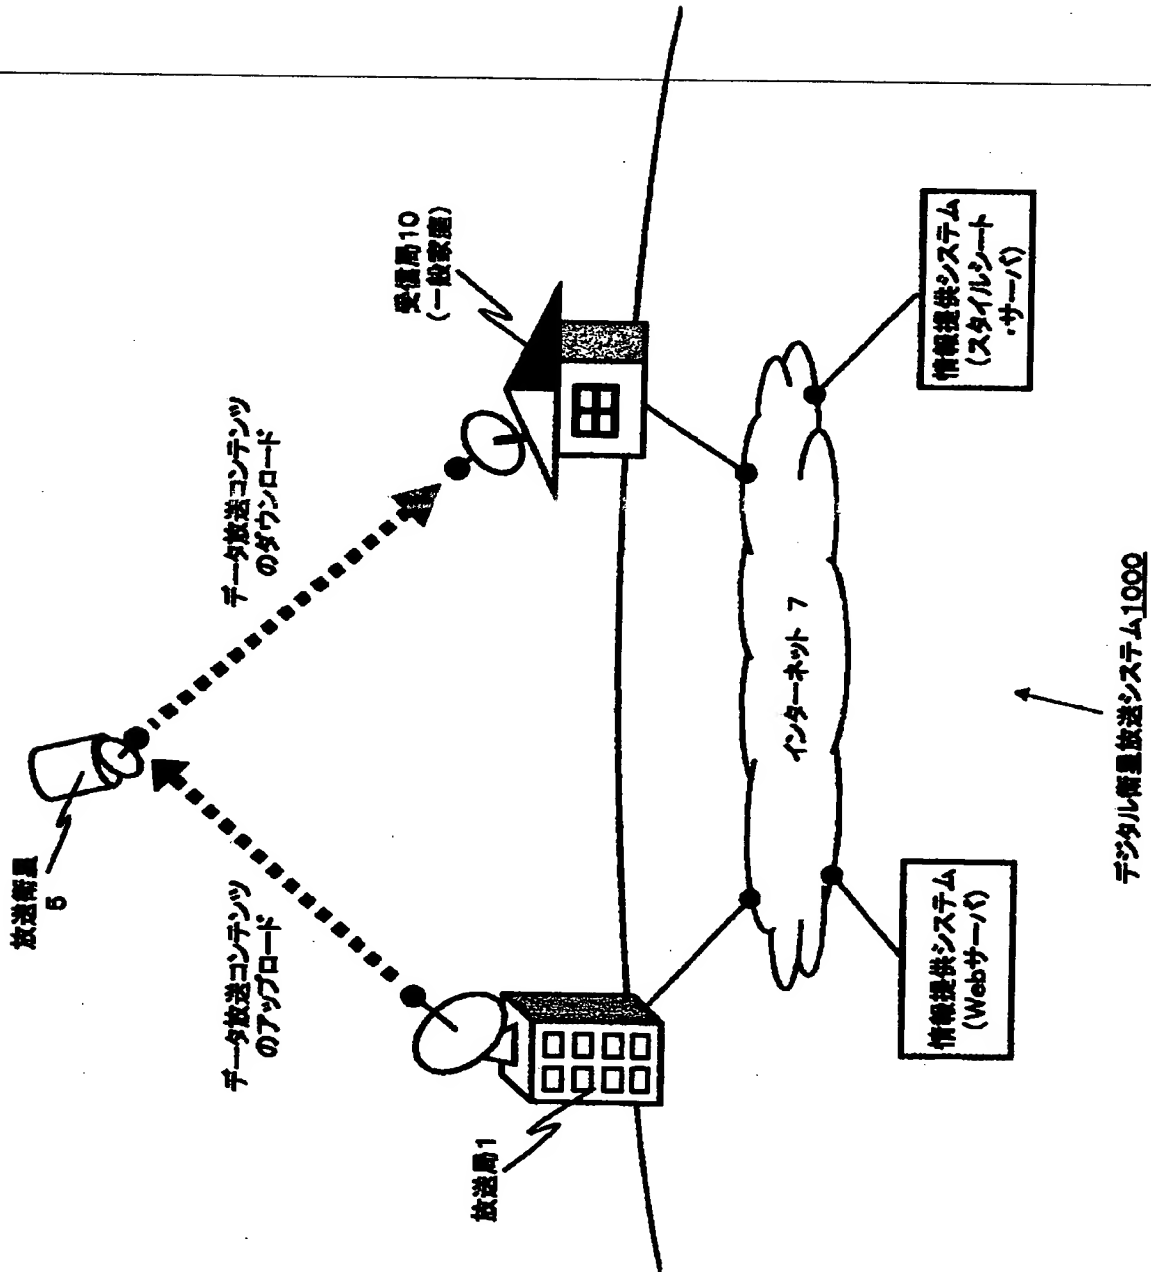 放送衛星
5
データ放送コンテンツ
のアップロード
データ放送コンテンツ
のダウンロード
受信局10
(一般家庭)
放送局1
インターネット 7
情報提供システム
(Webサーバ)
情報提供システム
(スタイルシート
・サーバ)
デジタル衛星放送システム1000